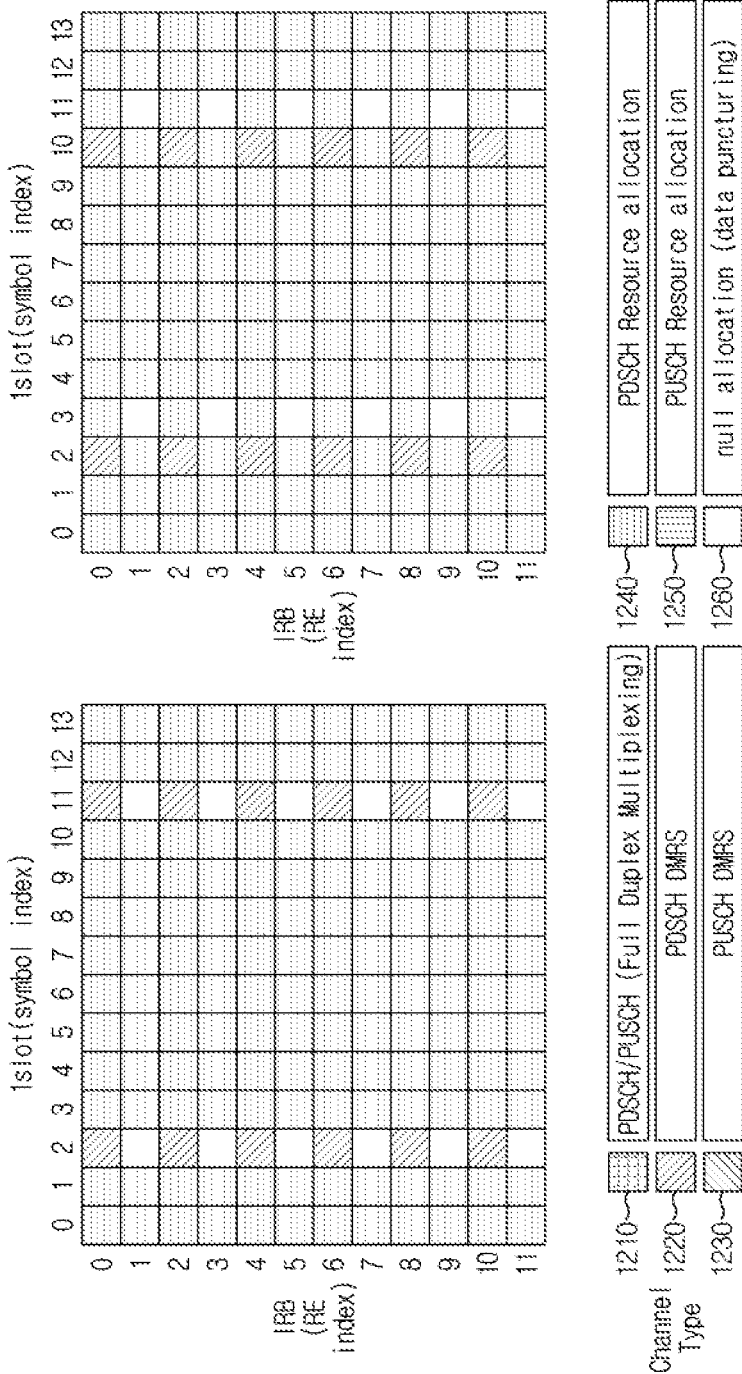 1slot(symbol index)
0 1 2 3 4 5 6 7 8 9 10 11 12 13
1RB
(RE
index)
0
1
2
3
4
5
6
7
8
9
10
11
1slot(symbol index)
0 1 2 3 4 5 6 7 8 9 10 11 12 13
1RB
(RE
index)
0
1
2
3
4
5
6
7
8
9
10
11
Channel
Type
1210 PDSCH/PUSCH (Full Duplex Multiplexing)
1220 PDSCH DMRS
1230 PUSCH DMRS
1240 PDSCH Resource allocation
1250 PUSCH Resource allocation
1260 null allocation (data puncturing)